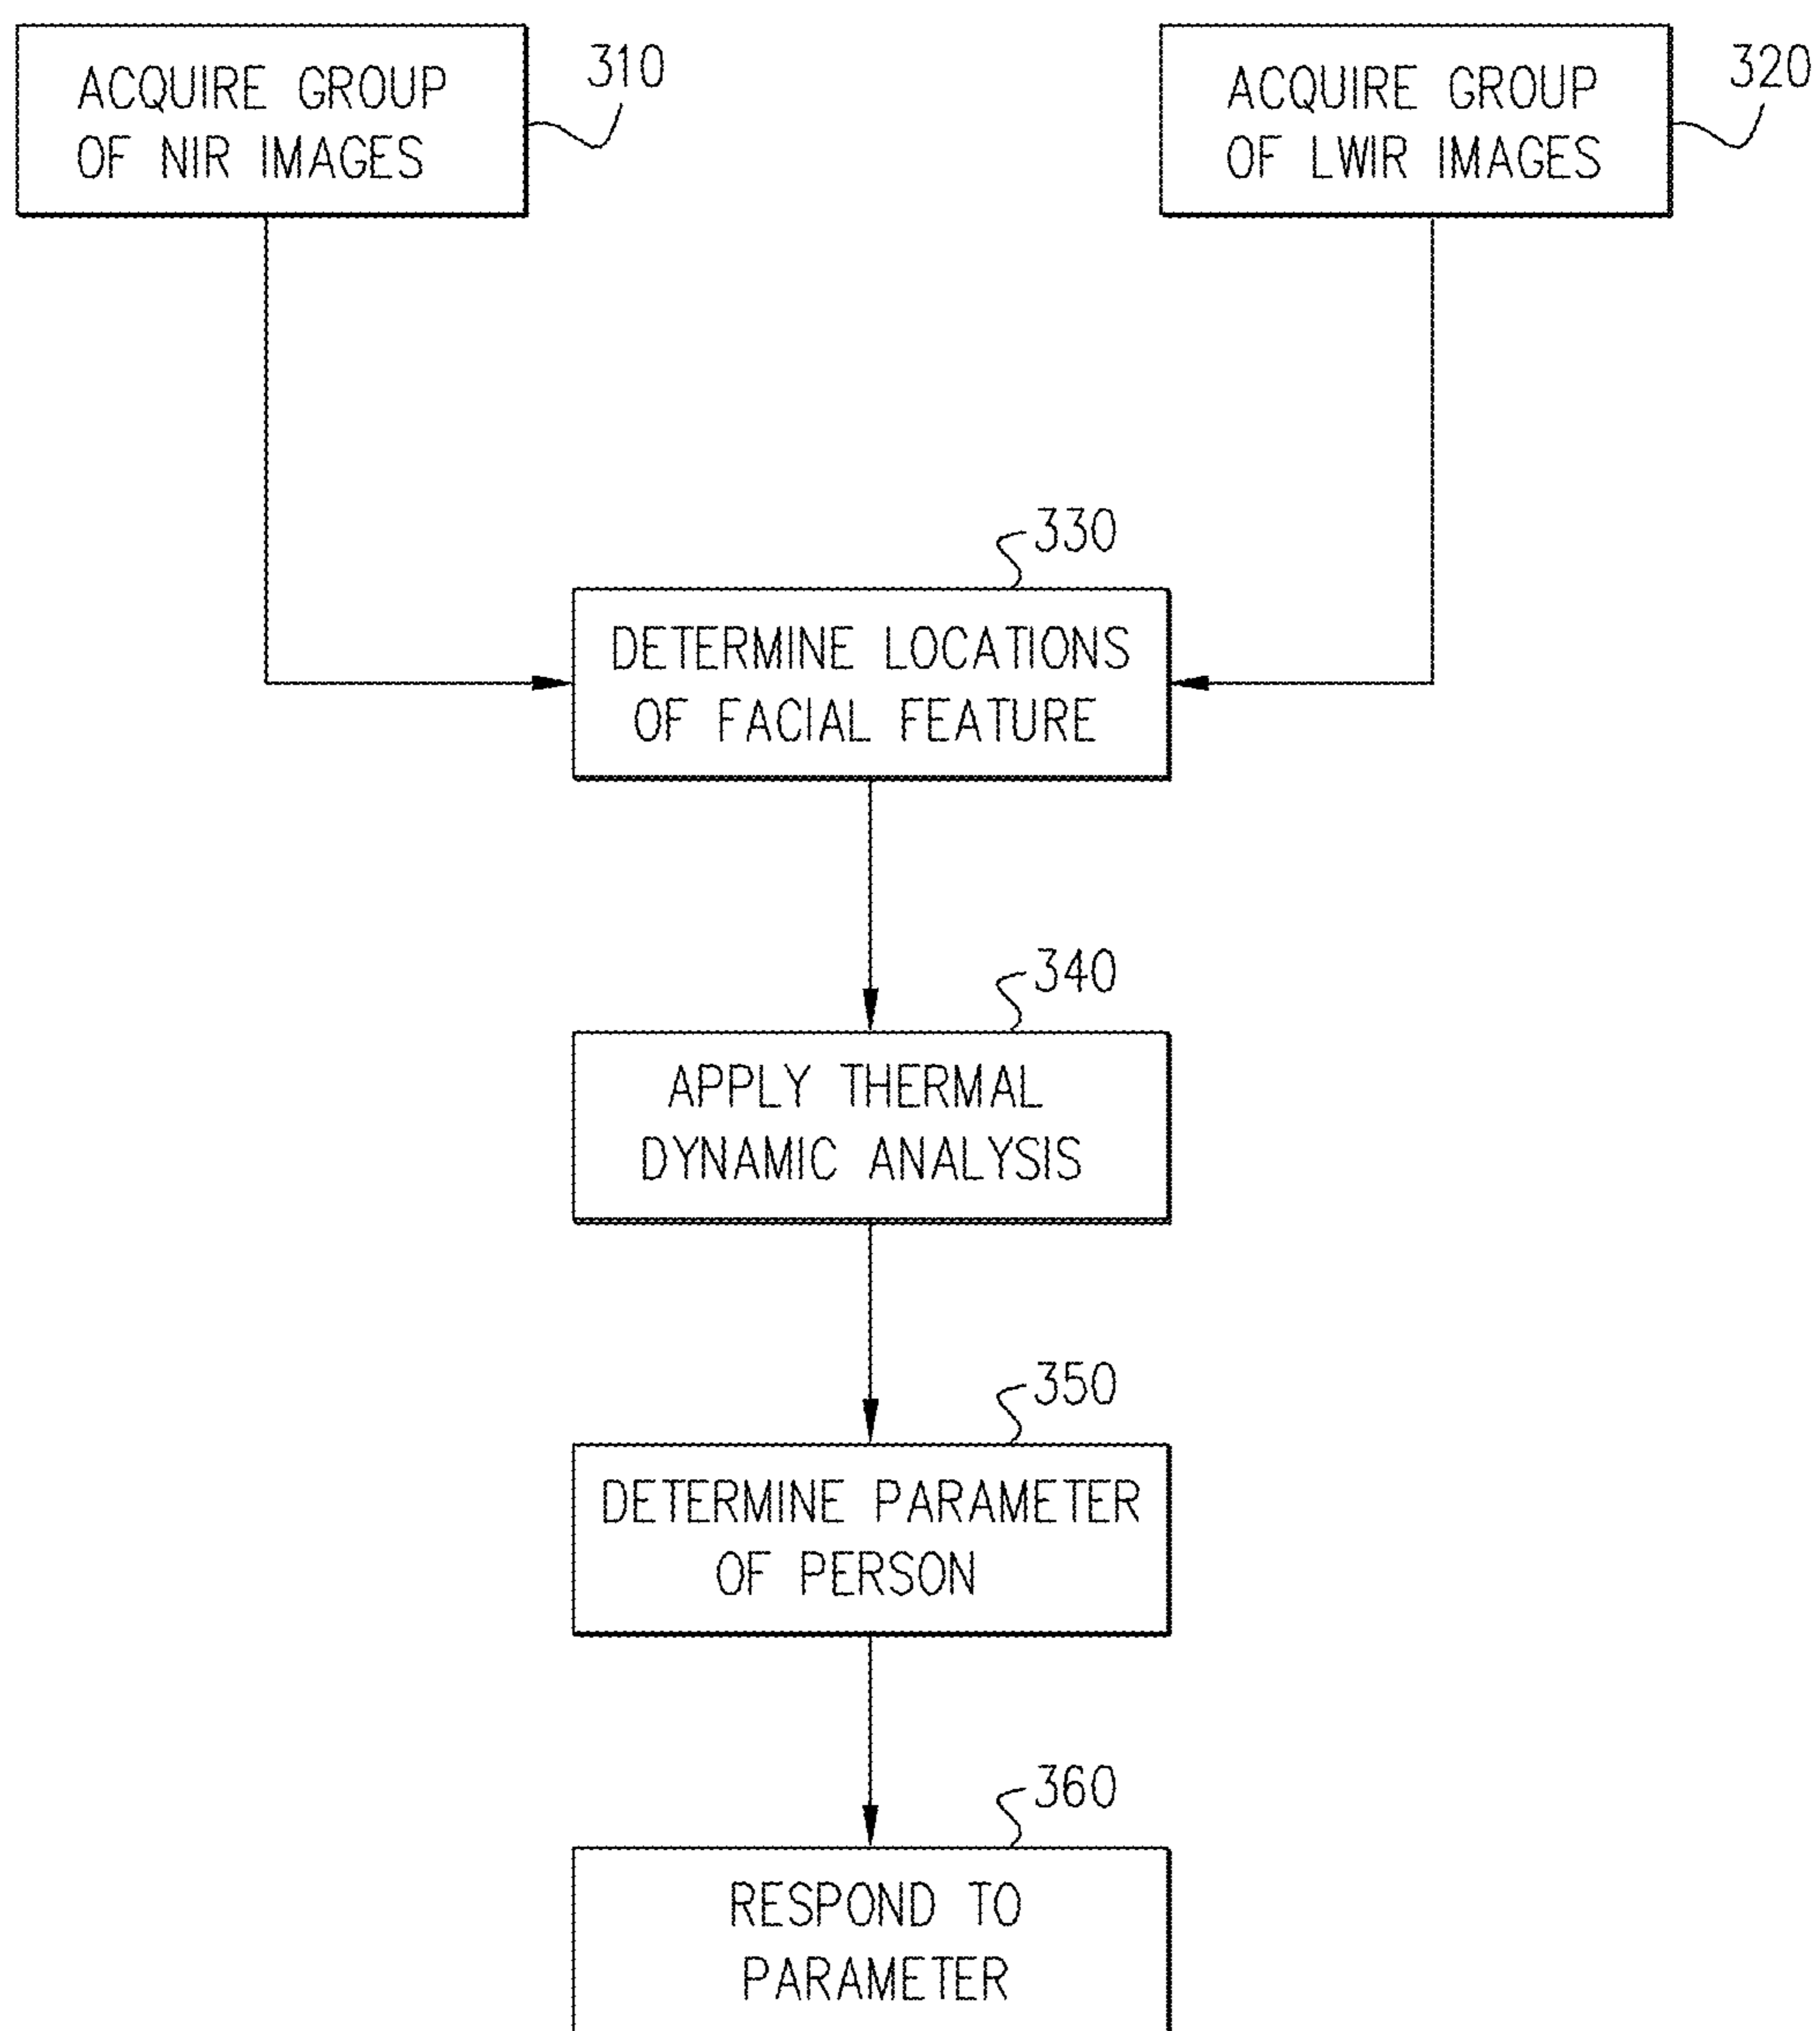 ACQUIRE GROUP
OF NIR IMAGES
310
ACQUIRE GROUP
OF LWIR IMAGES
320
330
DETERMINE LOCATIONS
OF FACIAL FEATURE
340
APPLY THERMAL
DYNAMIC ANALYSIS
350
DETERMINE PARAMETER
OF PERSON
360
RESPOND TO
PARAMETER